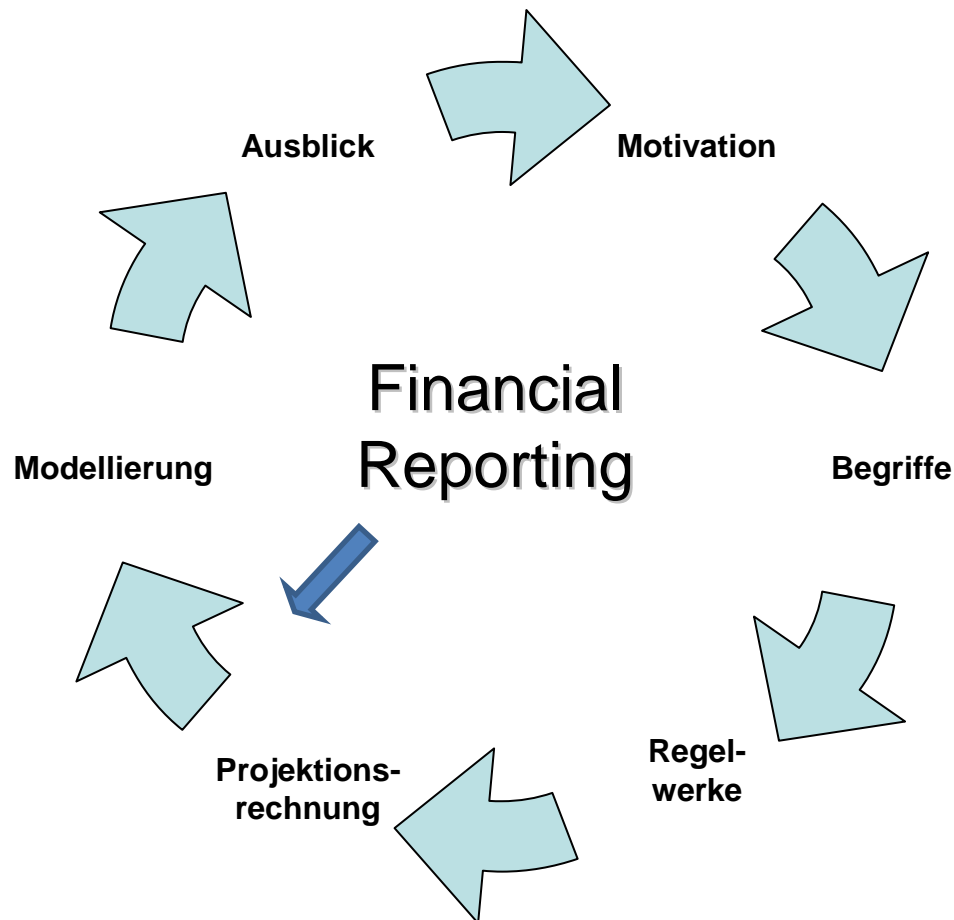 Ausblick
Motivation
Financial
Reporting
Modellierung
Begriffe
Regel-
werke
Projektions-
rechnung